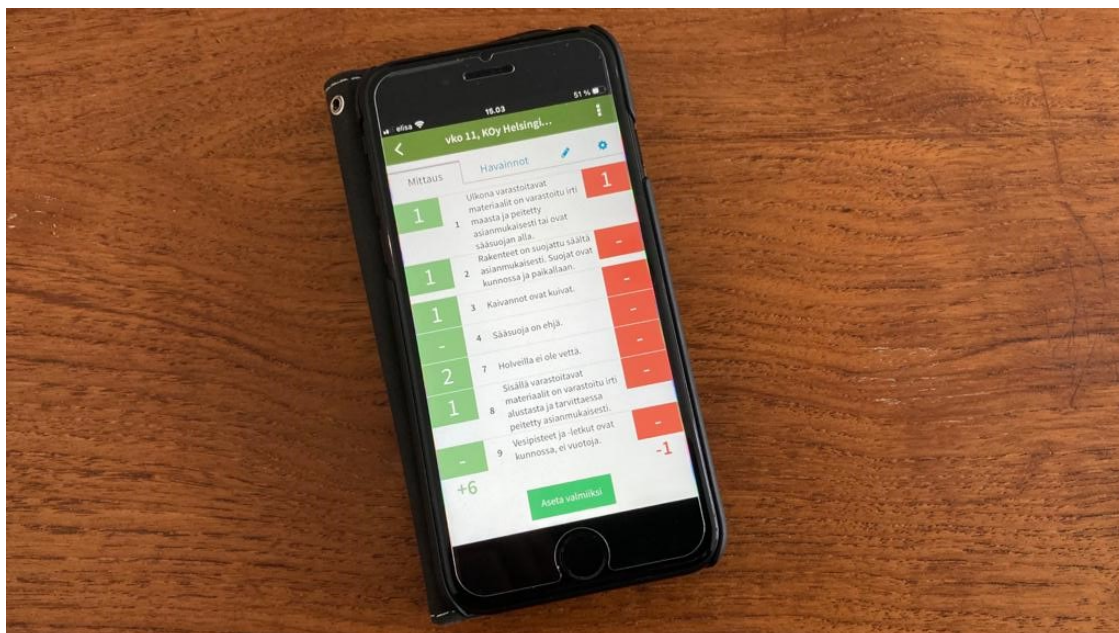 elisa 15.03 51 %
vko 11, KOy Helsingi...
Mittaus Havainnot
1 1 Ulkona varastoitavat 1
materiaalit on varastoitu irti
maasta ja peitetty
asianmukaisesti tai ovat
sääsuojan alla.
1 2 Rakenteet on suojattu säältä -
asianmukaisesti. Suojat ovat
kunnossa ja paikallaan.
1 3 Kaivannot ovat kuivat. -
- 4 Sääsuoja on ehjä. -
2 7 Holveilla ei ole vettä. -
1 8 Sisällä varastoitavat -
materiaalit on varastoitu irti
alustasta ja tarvittaessa
peitetty asianmukaisesti.
- 9 Vesipisteet ja -letkut ovat -
kunnossa, ei vuotoja.
+6 -1
Aseta valmiiksi